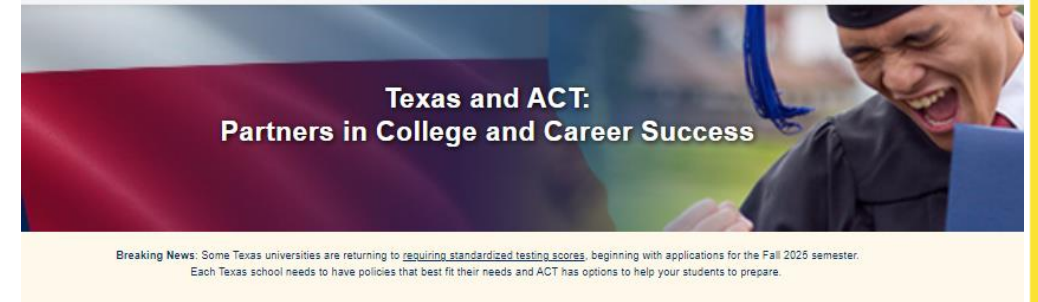 Texas and ACT:
Partners in College and Career Success
Breaking News: Some Texas universities are returning to requiring standardized testing scores, beginning with applications for the Fall 2025 semester.
Each Texas school needs to have policies that best fit their needs and ACT has options to help your students to prepare.